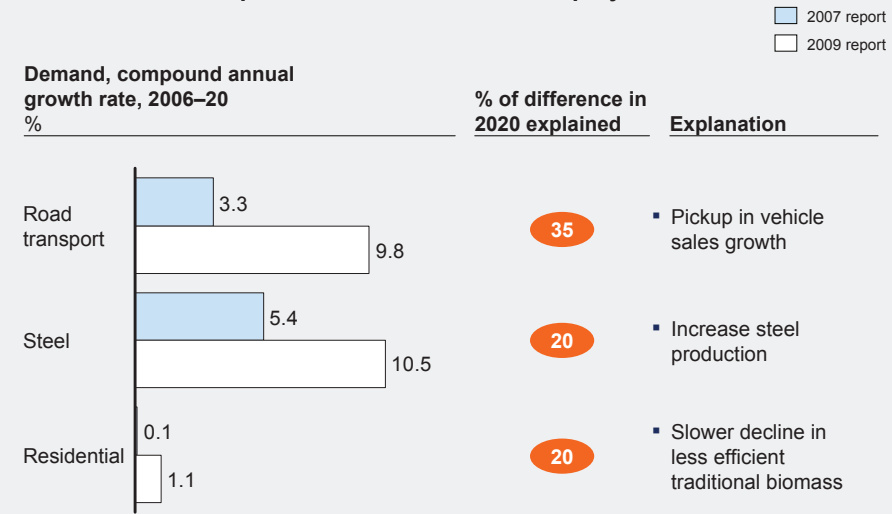 2007 report
2009 report
Demand, compound annual
growth rate, 2006–20
%
% of difference in
2020 explained
Explanation
Road
transport
3.3
9.8
35
▪ Pickup in vehicle
sales growth
Steel
5.4
10.5
20
▪ Increase steel
production
Residential
0.1
1.1
20
▪ Slower decline in
less efficient
traditional biomass